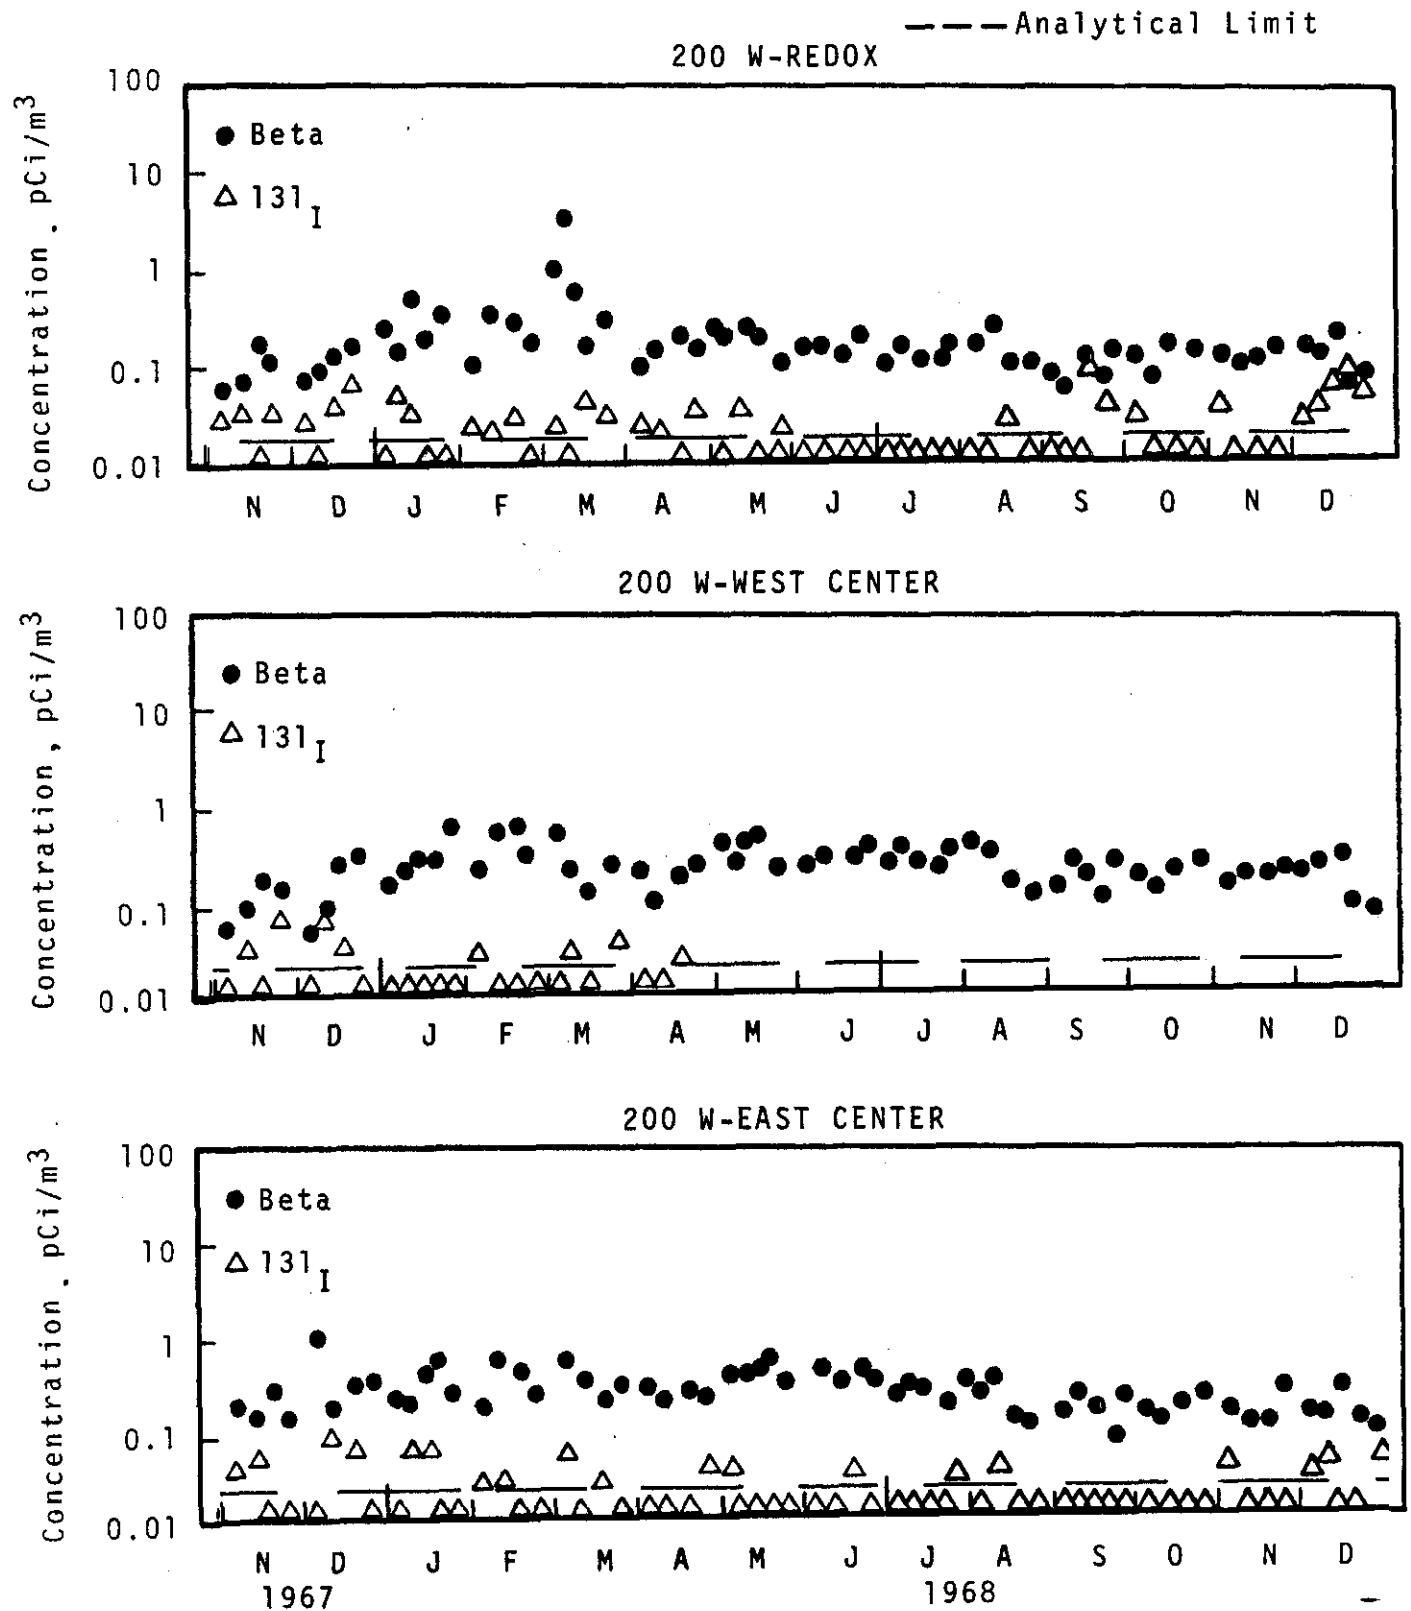 --- Analytical Limit
200 W-REDOX
Concentration. pCi/m³
100
10
1
0.1
0.01
● Beta
△ 131I
N D J F M A M J J A S O N D
200 W-WEST CENTER
Concentration, pCi/m³
100
10
1
0.1
0.01
● Beta
△ 131I
N D J F M A M J J A S O N D
200 W-EAST CENTER
Concentration. pCi/m³
100
10
1
0.1
0.01
● Beta
△ 131I
N D J F M A M J J A S O N D
1967 1968